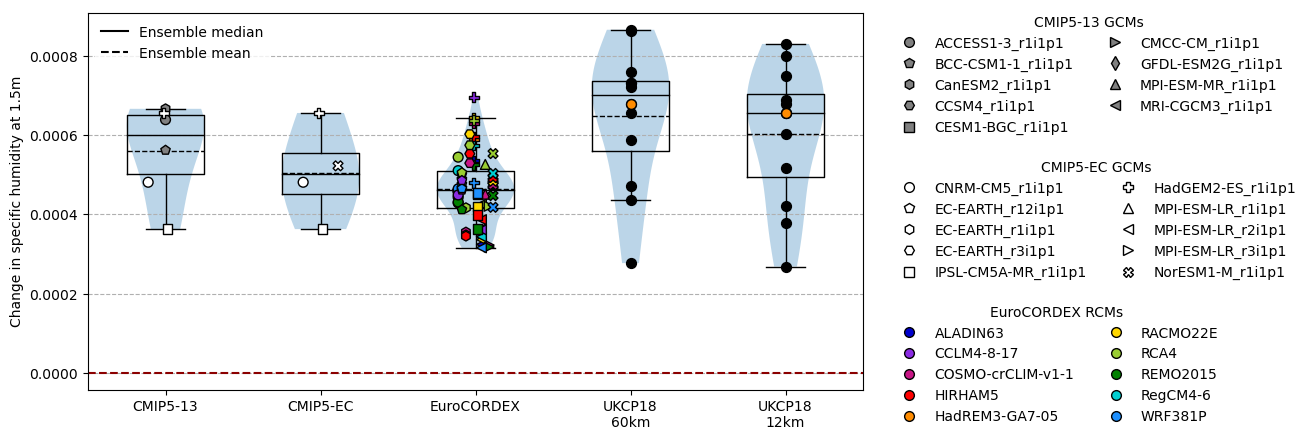 Ensemble median
Ensemble mean
Change in specific humidity at 1.5m
0.0008
0.0006
0.0004
0.0002
0.0000
CMIP5-13
CMIP5-EC
EuroCORDEX
UKCP18
60km
UKCP18
12km
CMIP5-13 GCMs
ACCESS1-3_r1i1p1
BCC-CSM1-1_r1i1p1
CanESM2_r1i1p1
CCSM4_r1i1p1
CESM1-BGC_r1i1p1
CMCC-CM_r1i1p1
GFDL-ESM2G_r1i1p1
MPI-ESM-MR_r1i1p1
MRI-CGCM3_r1i1p1
CMIP5-EC GCMs
CNRM-CM5_r1i1p1
EC-EARTH_r12i1p1
EC-EARTH_r1i1p1
EC-EARTH_r3i1p1
IPSL-CM5A-MR_r1i1p1
HadGEM2-ES_r1i1p1
MPI-ESM-LR_r1i1p1
MPI-ESM-LR_r2i1p1
MPI-ESM-LR_r3i1p1
NorESM1-M_r1i1p1
EuroCORDEX RCMs
ALADIN63
CCLM4-8-17
COSMO-crCLIM-v1-1
HIRHAM5
HadREM3-GA7-05
RACMO22E
RCA4
REMO2015
RegCM4-6
WRF381P